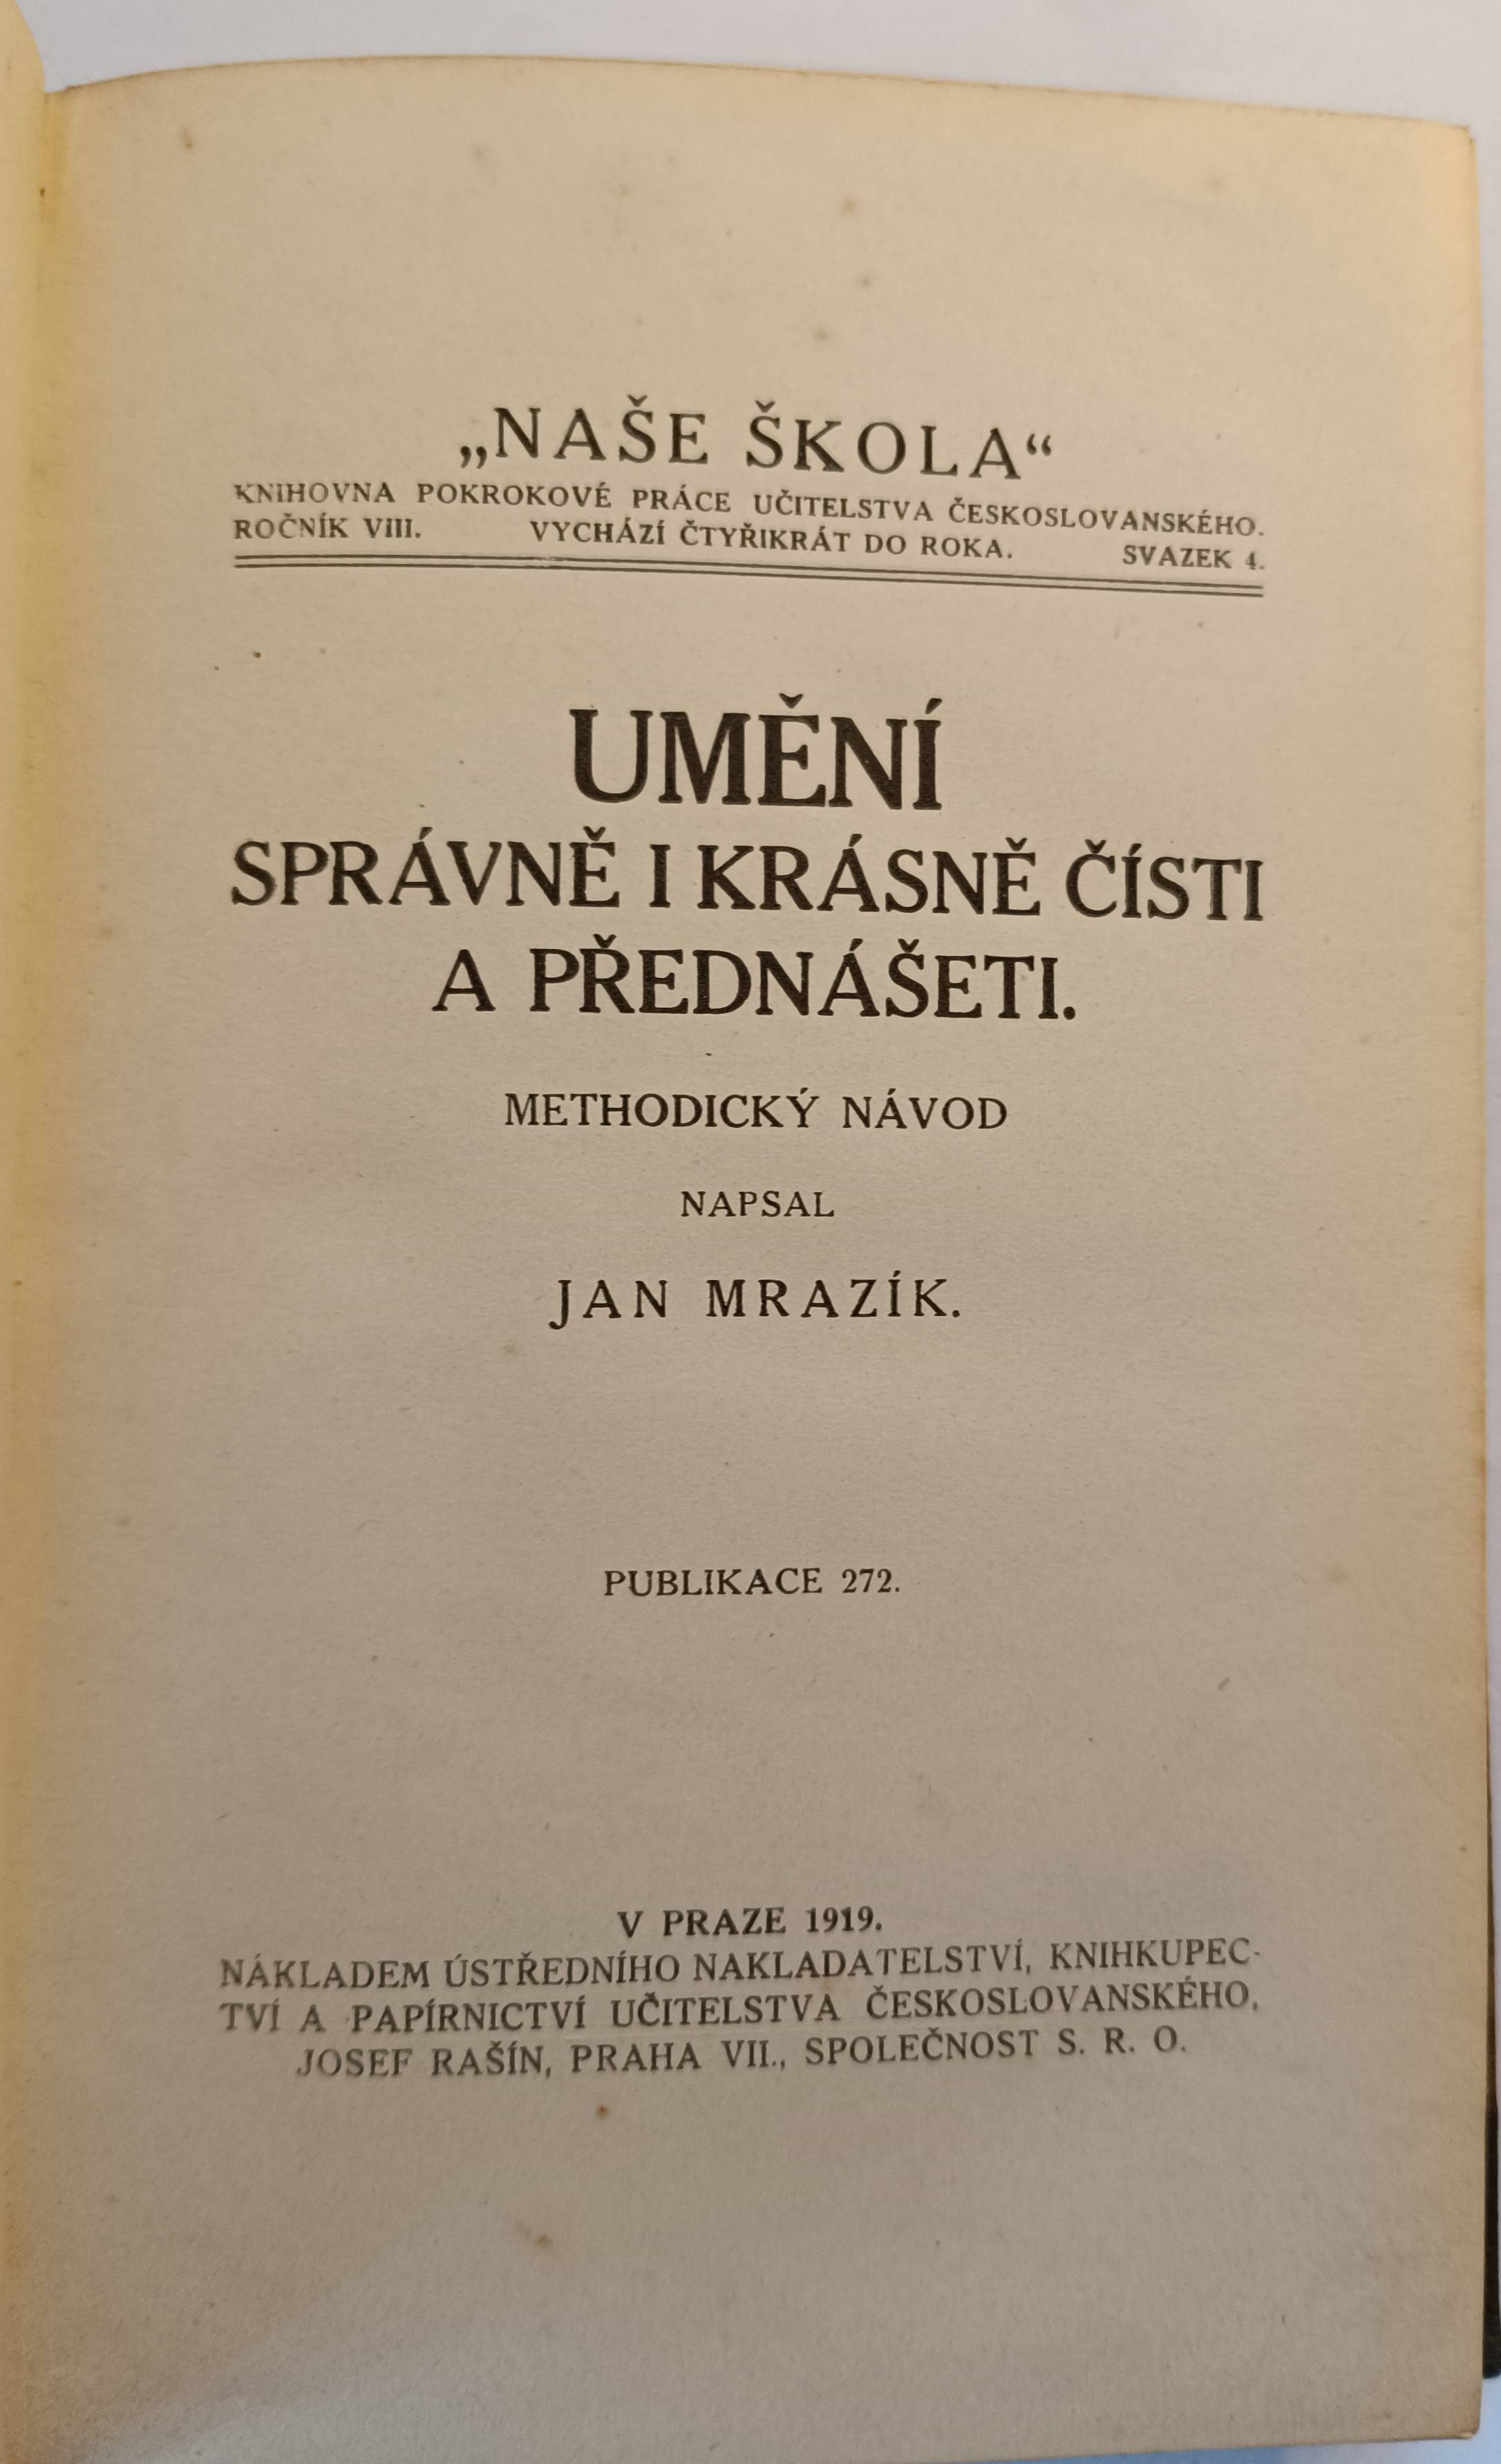 „NAŠE ŠKOLA“
KNIHOVNA POKROKOVÉ PRÁCE UČITELSTVA ČESKOSLOVANSKÉHO.
ROČNÍK VIII. VYCHÁZÍ ČTYŘIKRÁT DO ROKA. SVAZEK 4.
UMĚNÍ
SPRÁVNĚ I KRÁSNĚ ČÍSTI
A PŘEDNÁŠETI.
METHODICKÝ NÁVOD
NAPSAL
JAN MRAZÍK.
PUBLIKACE 272.
V PRAZE 1919.
NÁKLADEM ÚSTŘEDNÍHO NAKLADATELSTVÍ, KNIHKUPEC-
TVÍ A PAPÍRNICTVÍ UČITELSTVA ČESKOSLOVANSKÉHO,
JOSEF RAŠÍN, PRAHA VII., SPOLEČNOST S. R. O.